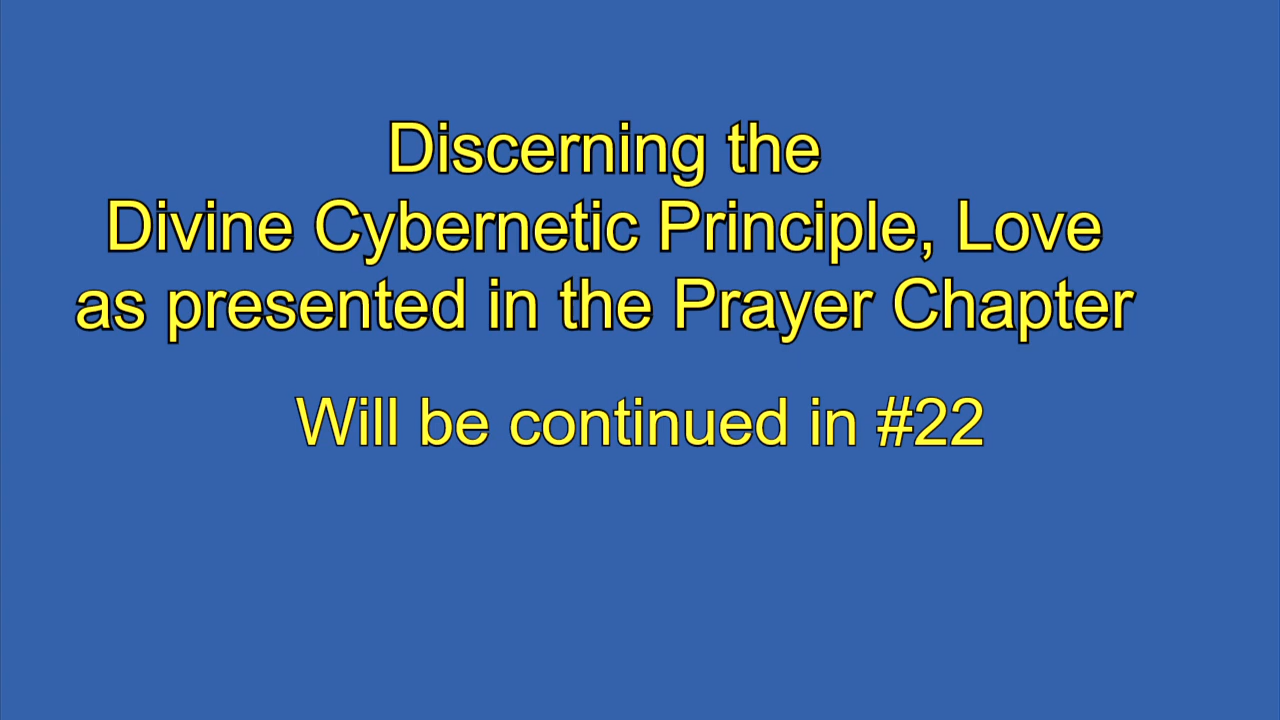 Discerning the
Divine Cybernetic Principle, Love
as presented in the Prayer Chapter
Will be continued in #22